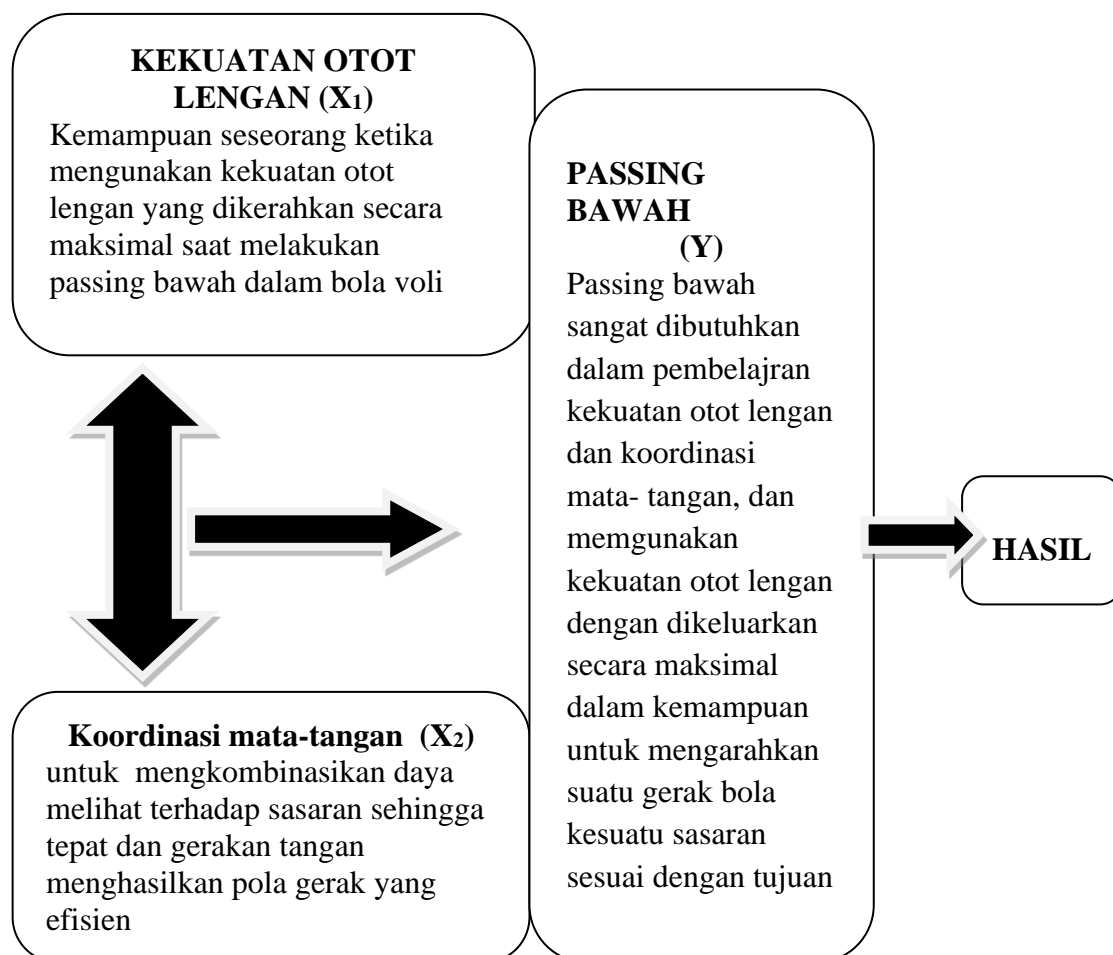 KEKUATAN OTOT
LENGAN (X1)
Kemampuan seseorang ketika
mengunakan kekuatan otot
lengan yang dikerahkan secara
maksimal saat melakukan
passing bawah dalam bola voli
PASSING
BAWAH
(Y)
Passing bawah
sangat dibutuhkan
dalam pembelajran
kekuatan otot lengan
dan koordinasi
mata- tangan, dan
memgunakan
kekuatan otot lengan
dengan dikeluarkan
secara maksimal
dalam kemampuan
untuk mengarahkan
suatu gerak bola
kesuatu sasaran
sesuai dengan tujuan
HASIL
Koordinasi mata-tangan (X2)
untuk mengkombinasikan daya
melihat terhadap sasaran sehingga
tepat dan gerakan tangan
menghasilkan pola gerak yang
efisien